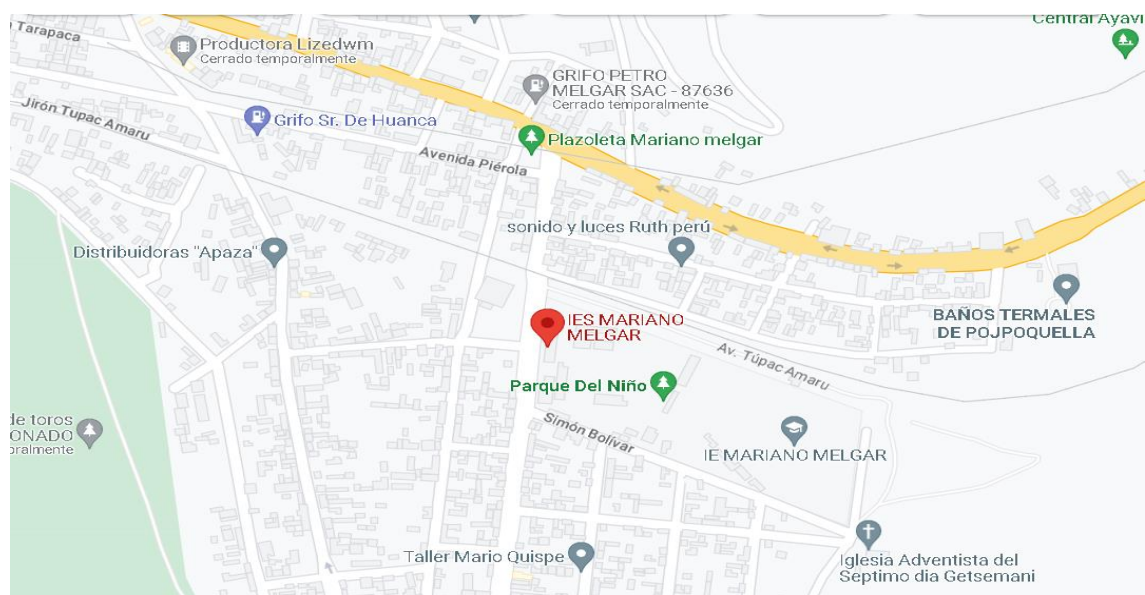 Central Ayavi
Tarapaca
Productora Lizedwm
Cerrado temporalmente
GRIFO PETRO
MELGAR SAC - 87636
Cerrado temporalmente
Jirón Tupac Amaru
Grifo Sr. De Huanca
Plazoleta Mariano melgar
Avenida Piérola
sonido y luces Ruth perú
Distribuidoras "Apaza"
BAÑOS TERMALES
DE POJPOQUELLA
IES MARIANO
MELGAR
Av. Túpac Amaru
Parque Del Niño
de toros
ONADO
oralmente
Simón Bolívar
IE MARIANO MELGAR
Taller Mario Quispe
Iglesia Adventista del
Septimo dia Getsemani